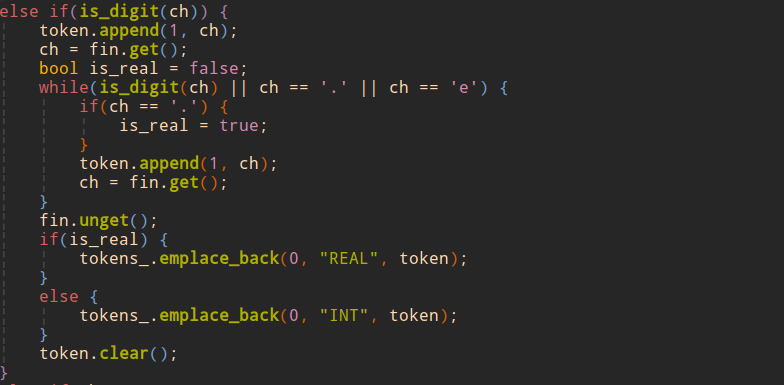 else if(is_digit(ch)) {
    token.append(1, ch);
    ch = fin.get();
    bool is_real = false;
    while(is_digit(ch) || ch == '.' || ch == 'e') {
        if(ch == '.') {
            is_real = true;
        }
        token.append(1, ch);
        ch = fin.get();
    }
    fin.unget();
    if(is_real) {
        tokens_.emplace_back(0, "REAL", token);
    }
    else {
        tokens_.emplace_back(0, "INT", token);
    }
    token.clear();
}